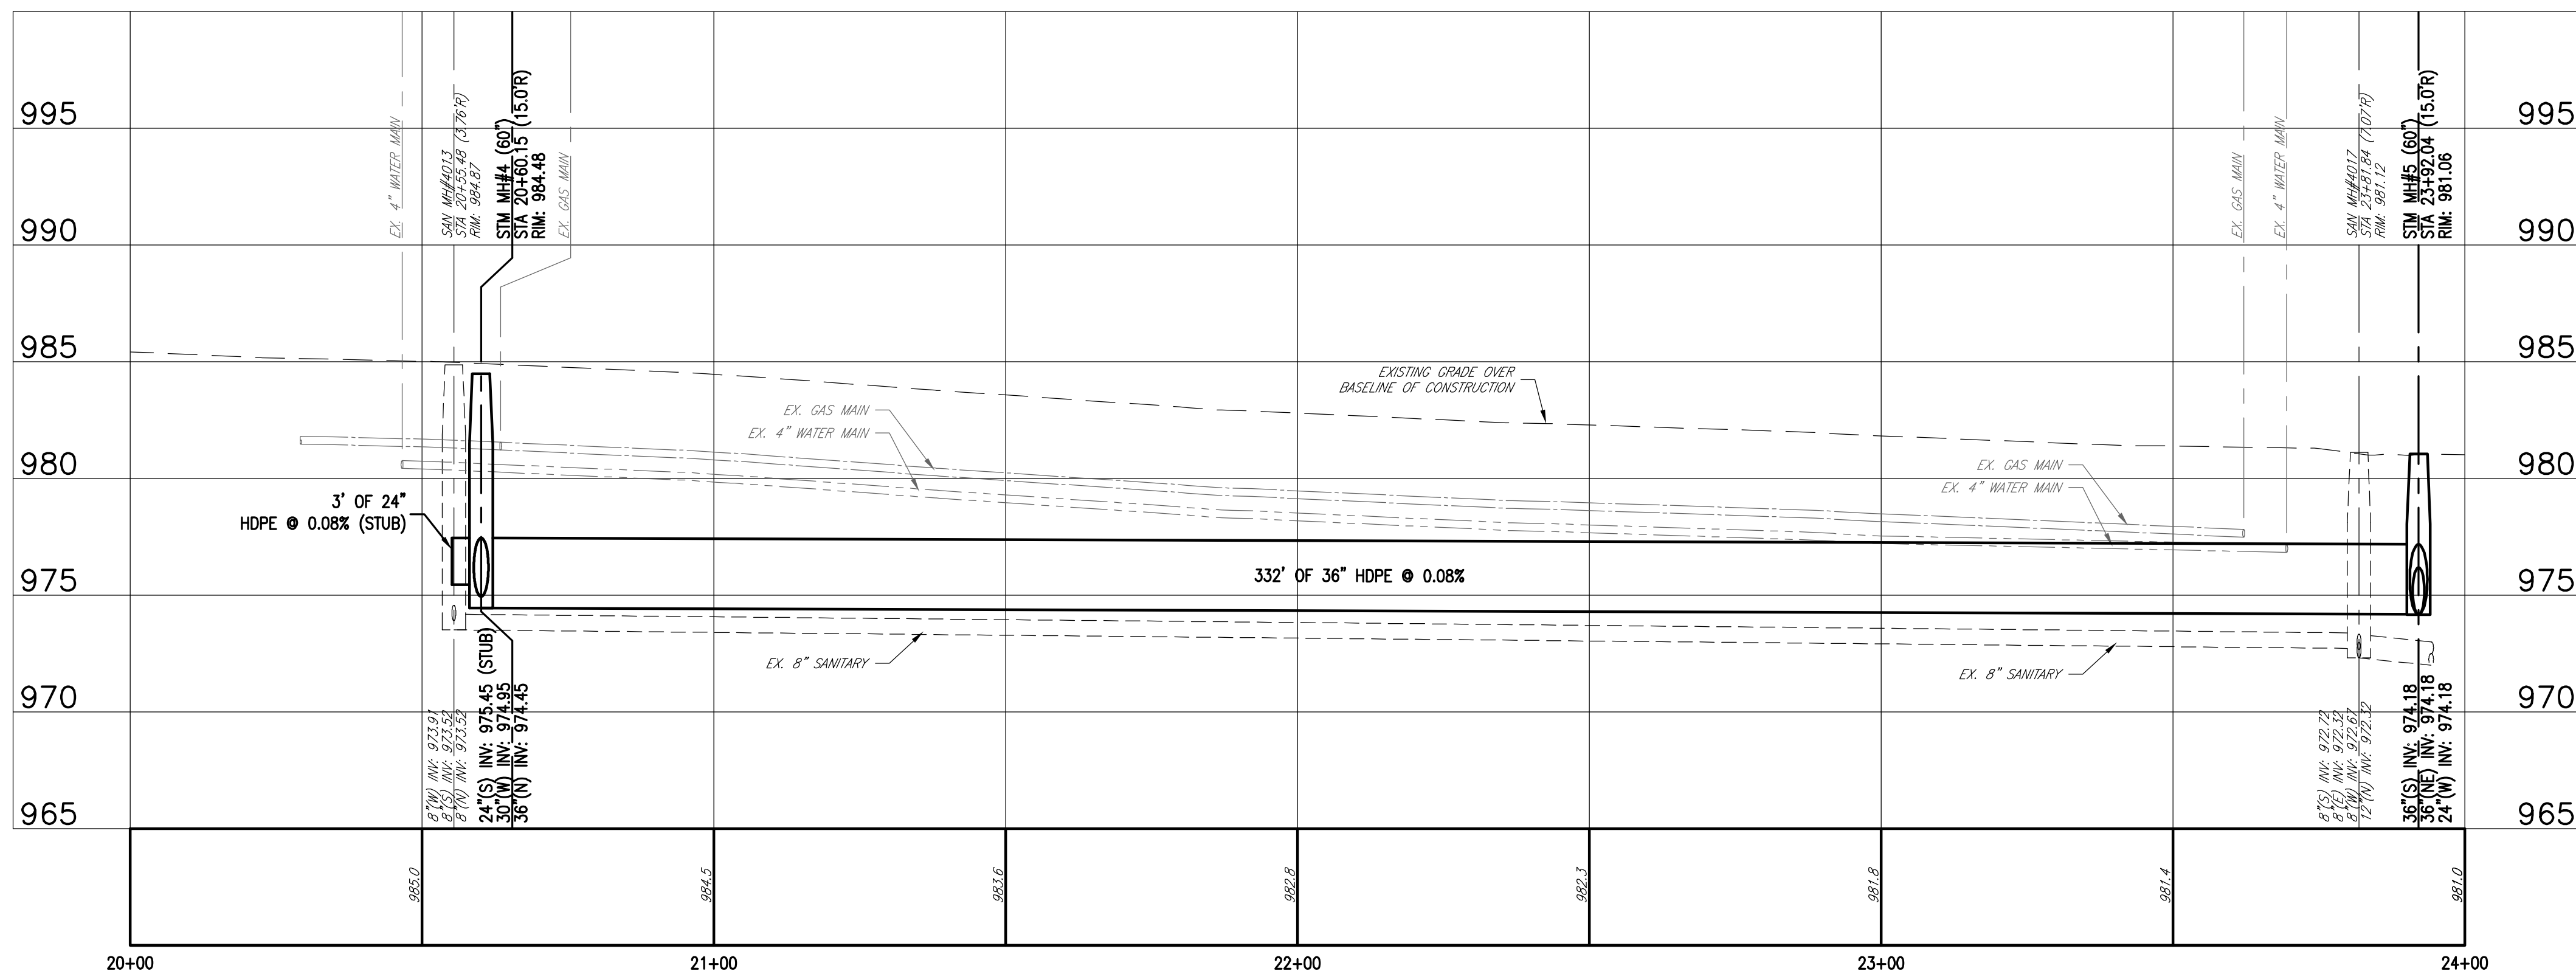 EX. 4" WATER MAIN
SAN MH#4013
STA 20+55.48 (3.76'R)
RIM: 984.87
STM MH#4 (60")
STA 20+60.15 (15.0'R)
RIM: 984.48
EX. GAS MAIN
EX. GAS MAIN
EX. 4" WATER MAIN
SAN MH#4017
STA 23+81.84 (7.07'R)
RIM: 981.12
STM MH#5 (60")
STA 23+92.04 (15.0'R)
RIM: 981.06
995
995
990
990
985
985
EXISTING GRADE OVER
BASELINE OF CONSTRUCTION
EX. GAS MAIN
EX. 4" WATER MAIN
EX. GAS MAIN
EX. 4" WATER MAIN
980
980
3' OF 24"
HDPE @ 0.08% (STUB)
975
332' OF 36" HDPE @ 0.08%
975
EX. 8" SANITARY
EX. 8" SANITARY
970
970
8"(W) INV: 973.91
8"(S) INV: 973.52
8"(N) INV: 973.52
24"(S) INV: 975.45 (STUB)
30"(W) INV: 974.95
36"(N) INV: 974.45
8"(S) INV: 972.72
8"(E) INV: 972.32
8"(W) INV: 972.67
12"(N) INV: 972.32
36"(S) INV: 974.18
36"(NE) INV: 974.18
24"(W) INV: 974.18
965
965
985.0
984.5
983.6
982.8
982.3
981.8
981.4
981.0
20+00
21+00
22+00
23+00
24+00